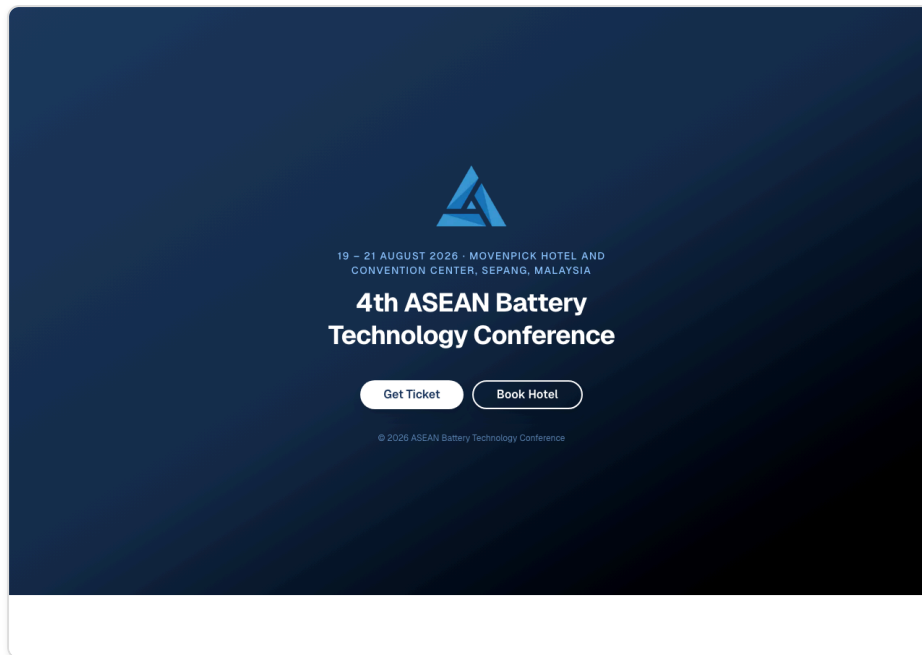 19 – 21 AUGUST 2026 · MOVENPICK HOTEL AND
CONVENTION CENTER, SEPANG, MALAYSIA
4th ASEAN Battery
Technology Conference
Get Ticket
Book Hotel
© 2026 ASEAN Battery Technology Conference